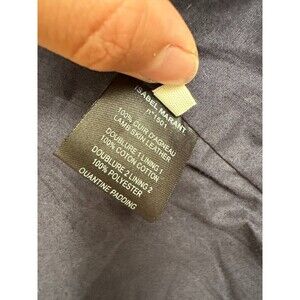 ISABEL MARANT
n°1601
100% CUIR D'AGNEAU
LAMB SKIN LEATHER
DOUBLURE 1 LINING 1
100% COTON COTTON
DOUBLURE 2 LINING 2
100% POLYESTER
OUANTINE PADDING